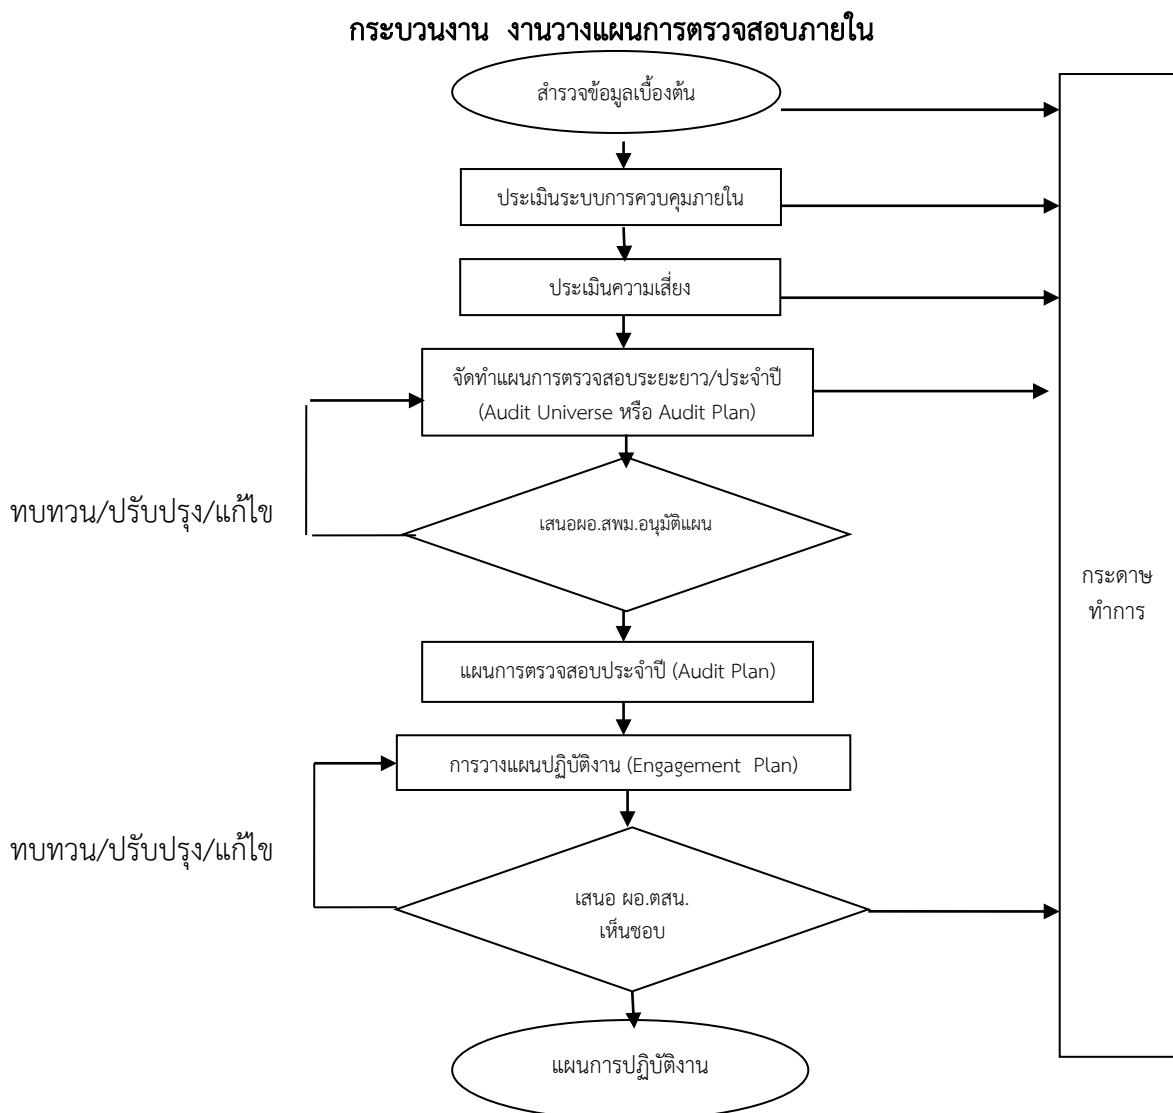 กระบวนงาน งานวางแผนการตรวจสอบภายใน
สำรวจข้อมูลเบื้องต้น
ประเมินระบบการควบคุมภายใน
ประเมินความเสี่ยง
จัดทำแผนการตรวจสอบระยะยาว/ประจำปี
(Audit Universe หรือ Audit Plan)
ทบทวน/ปรับปรุง/แก้ไข
เสนอผอ.สพม.อนุมัติแผน
กระดาษ
ทำการ
แผนการตรวจสอบประจำปี (Audit Plan)
การวางแผนปฏิบัติงาน (Engagement Plan)
ทบทวน/ปรับปรุง/แก้ไข
เสนอ ผอ.ตสน.
เห็นชอบ
แผนการปฏิบัติงาน